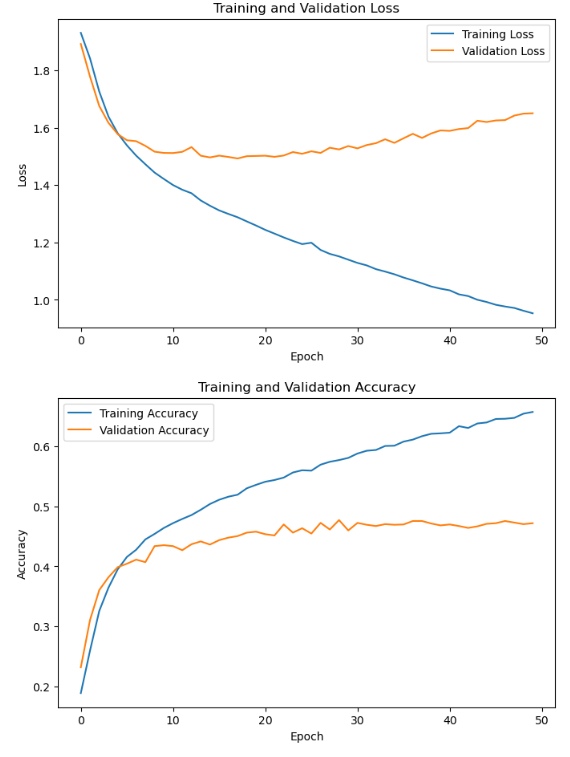 Training and Validation Loss
Training Loss
Validation Loss
1.8
1.6
1.4
1.2
1.0
Loss
0 10 20 30 40 50
Epoch
Training and Validation Accuracy
Training Accuracy
Validation Accuracy
0.6
0.5
0.4
0.3
0.2
Accuracy
0 10 20 30 40 50
Epoch